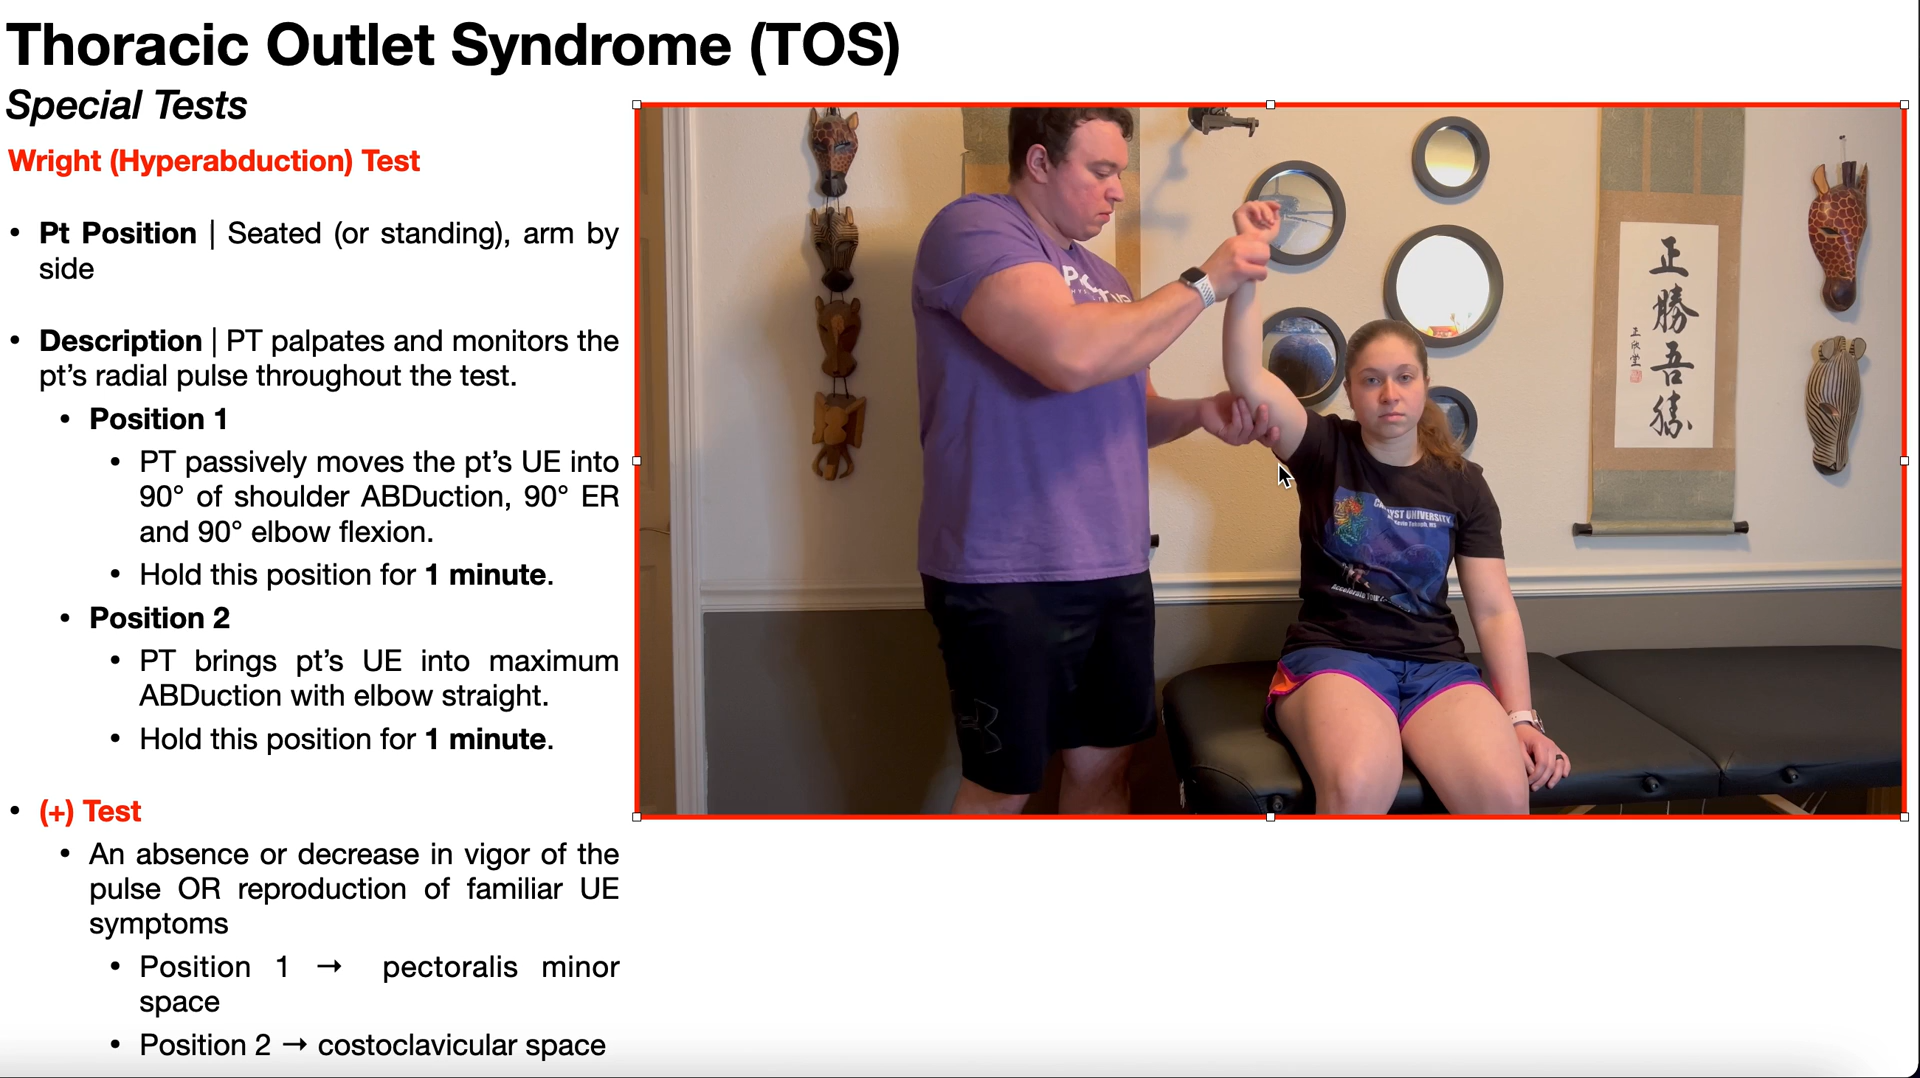 Thoracic Outlet Syndrome (TOS)
Special Tests
Wright (Hyperabduction) Test
• Pt Position | Seated (or standing), arm by
side
• Description | PT palpates and monitors the
pt’s radial pulse throughout the test.
• Position 1
• PT passively moves the pt’s UE into
90° of shoulder ABDuction, 90° ER
and 90° elbow flexion.
• Hold this position for 1 minute.
• Position 2
• PT brings pt’s UE into maximum
ABDuction with elbow straight.
• Hold this position for 1 minute.
• (+) Test
• An absence or decrease in vigor of the
pulse OR reproduction of familiar UE
symptoms
• Position 1 → pectoralis minor
space
• Position 2 → costoclavicular space
正
勝
吾
勝
UNIVERSITY